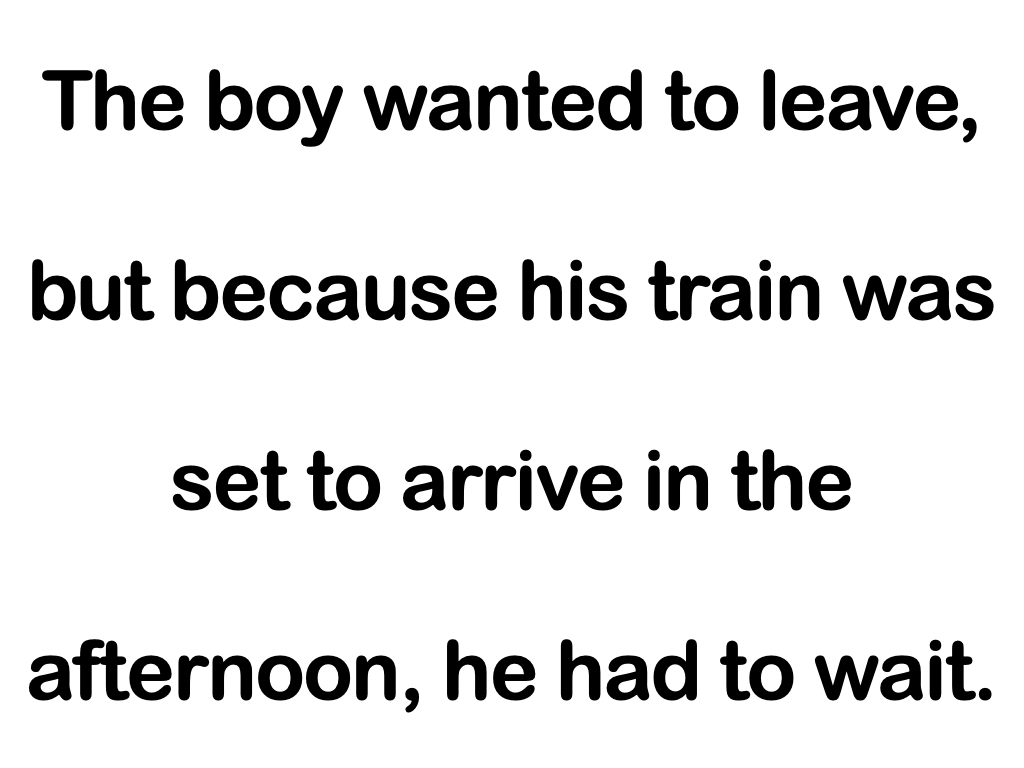 The boy wanted to leave,
but because his train was
set to arrive in the
afternoon, he had to wait.